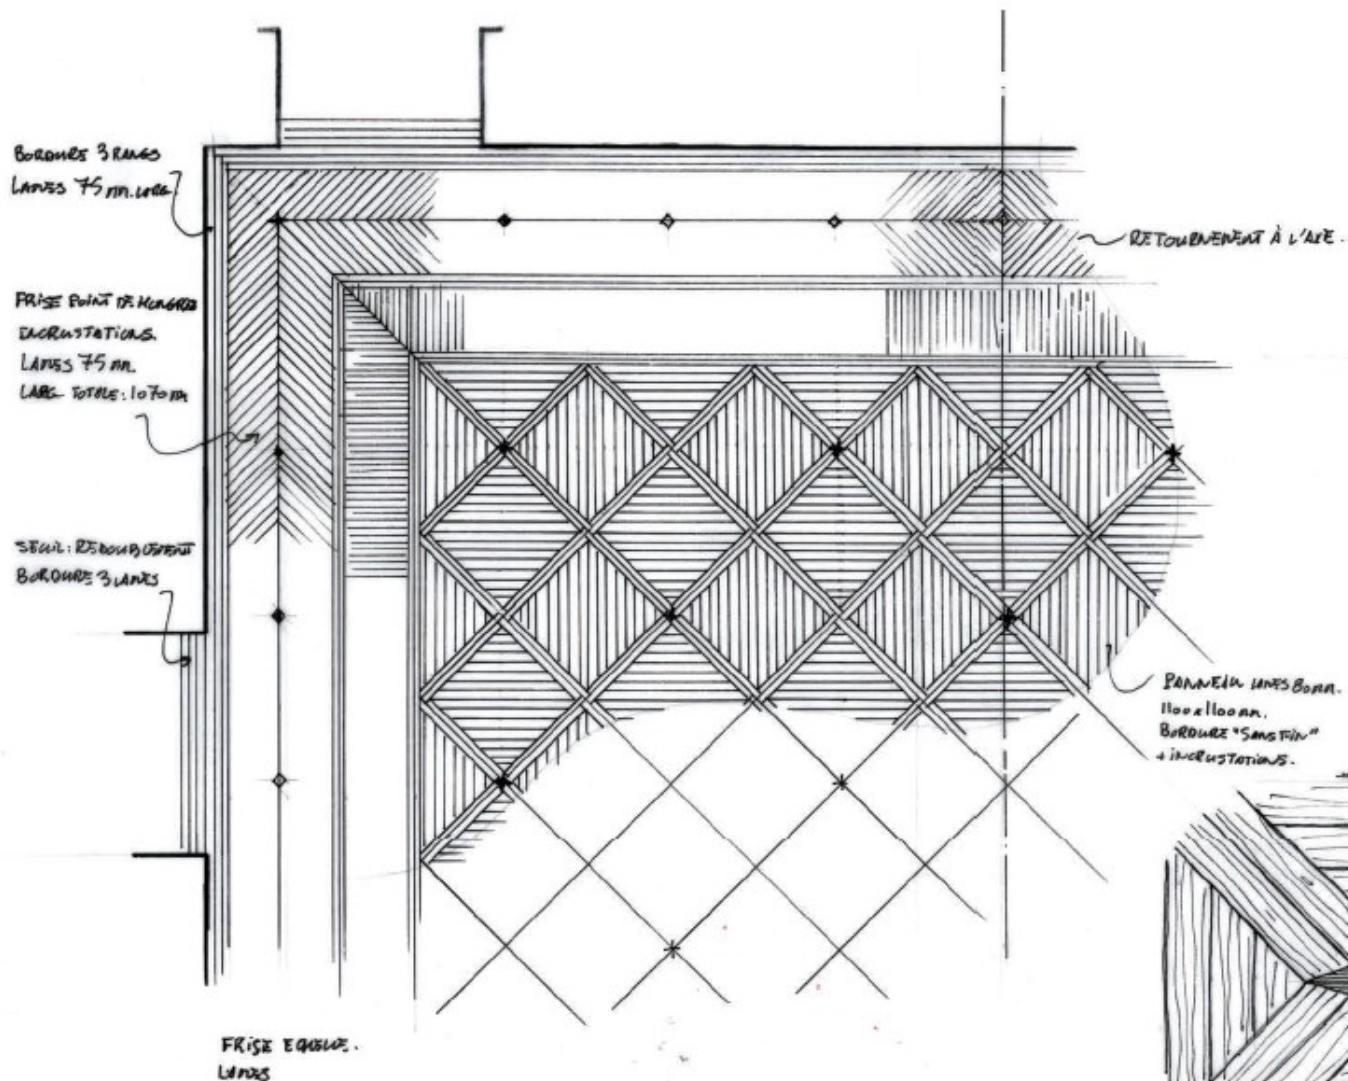 BORDURE 3 RANGS
LAMES 75 mm. LARG
FRISE POINT DE HONGRIE
INCRUSTATIONS.
LAMES 75 mm.
LARG TOTALE: 1070 mm
SEUIL: REDOUBLEMENT
BORDURE 3 LAMES
RETOURNEMENT À L'AXE.
PANNEAU LAMES 80 mm.
1100 x 1100 mm.
BORDURE "SANS FIN"
+ INCRUSTATIONS.
FRISE
LAMES